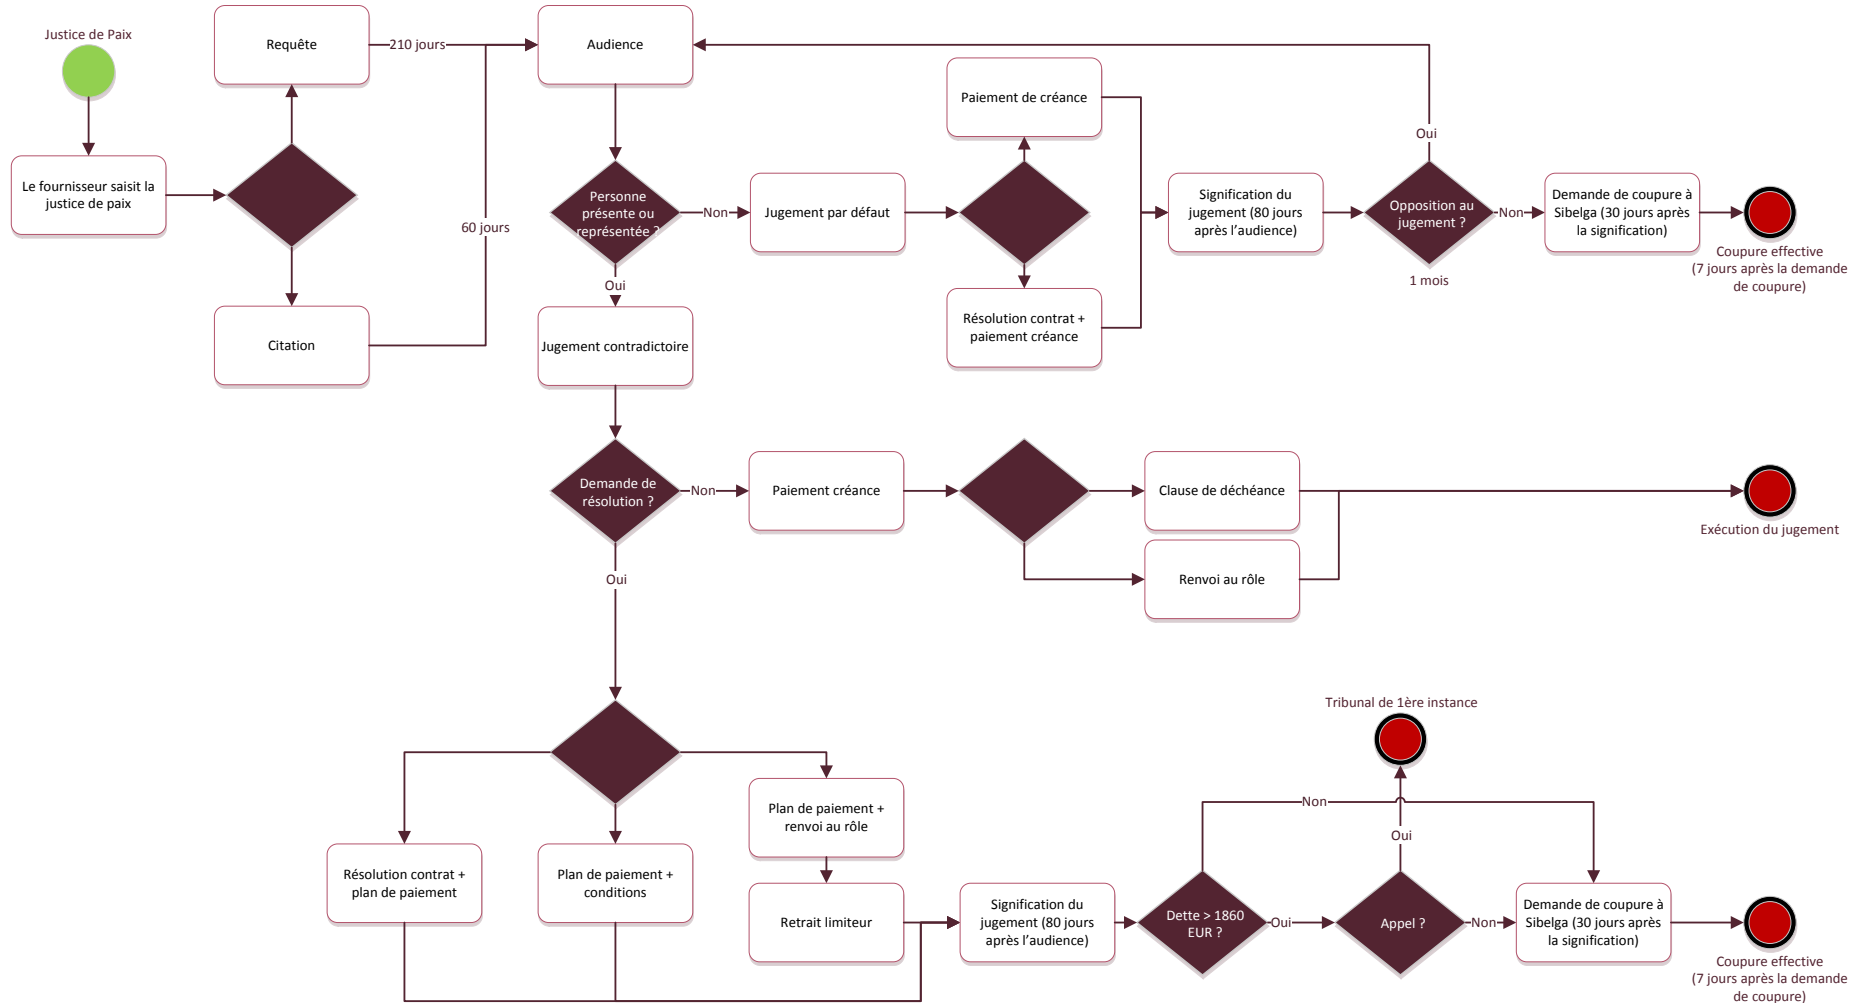 Justice de Paix
Requête
210 jours
Audience
Paiement de créance
Oui
Le fournisseur saisit la
justice de paix
Personne
présente ou
représentée ?
Non
Jugement par défaut
Signification du
jugement (80 jours
après l’audience)
Opposition au
jugement ?
Non
Demande de coupure à
Sibelga (30 jours après
la signification)
60 jours
Coupure effective
(7 jours après la demande
de coupure)
1 mois
Oui
Citation
Jugement contradictoire
Résolution contrat +
paiement créance
Demande de
résolution ?
Non
Paiement créance
Clause de déchéance
Exécution du jugement
Oui
Renvoi au rôle
Tribunal de 1ère instance
Plan de paiement +
renvoi au rôle
Non
Oui
Résolution contrat +
plan de paiement
Plan de paiement +
conditions
Retrait limiteur
Signification du
jugement (80 jours
après l’audience)
Dette > 1860
EUR ?
Oui
Appel ?
Non
Demande de coupure à
Sibelga (30 jours après
la signification)
Coupure effective
(7 jours après la demande
de coupure)